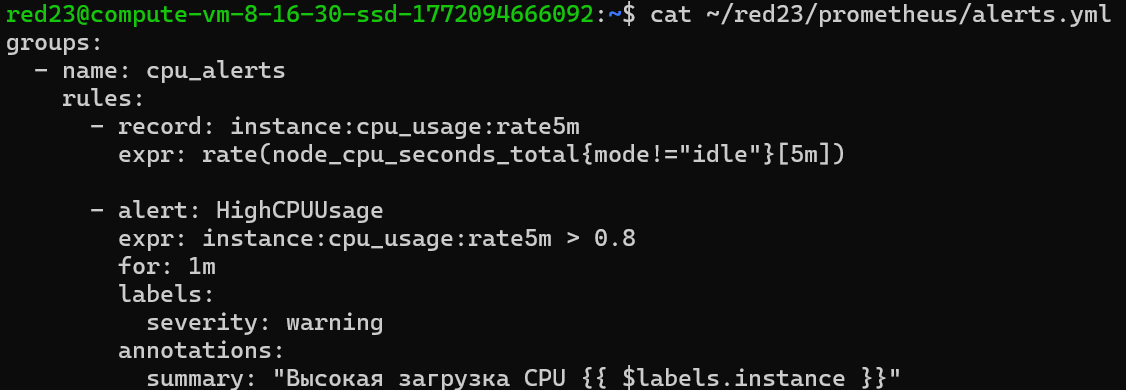 red23@compute-vm-8-16-30-ssd-1772094666092:~$ cat ~/red23/prometheus/alerts.yml
groups:
  - name: cpu_alerts
    rules:
      - record: instance:cpu_usage:rate5m
        expr: rate(node_cpu_seconds_total{mode!="idle"}[5m])

      - alert: HighCPUUsage
        expr: instance:cpu_usage:rate5m > 0.8
        for: 1m
        labels:
          severity: warning
        annotations:
          summary: "Высокая загрузка CPU {{ $labels.instance }}"